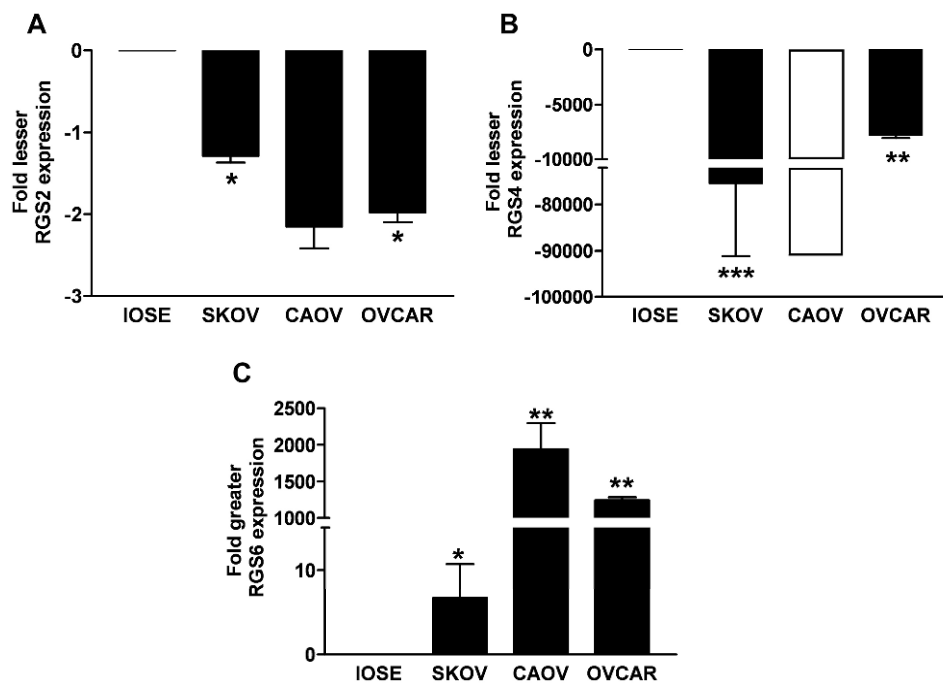 A
Fold lesser
RGS2 expression
0
-1
-2
-3
*
*
IOSE SKOV CAOV OVCAR
B
Fold lesser
RGS4 expression
0
-5000
-10000
-80000
-90000
-100000
***
**
IOSE SKOV CAOV OVCAR
C
Fold greater
RGS6 expression
2500
2000
1500
1000
10
0
*
**
**
IOSE SKOV CAOV OVCAR